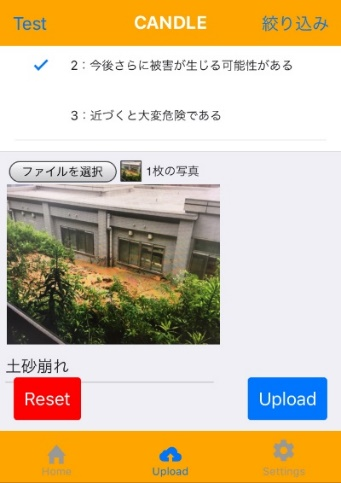 Test CANDLE 絞り込み
2：今後さらに被害が生じる可能性がある
3：近づくと大変危険である
ファイルを選択 1枚の写真
土砂崩れ
Reset Upload
Home Upload Settings